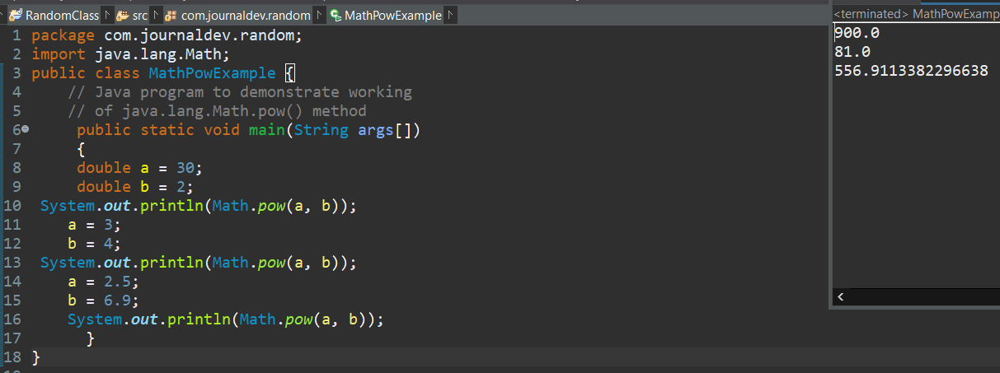 RandomClass src com.journaldev.random MathPowExample
1 package com.journaldev.random;
2 import java.lang.Math;
3 public class MathPowExample {
4 // Java program to demonstrate working
5 // of java.lang.Math.pow() method
6 public static void main(String args[])
7 {
8 double a = 30;
9 double b = 2;
10 System.out.println(Math.pow(a, b));
11 a = 3;
12 b = 4;
13 System.out.println(Math.pow(a, b));
14 a = 2.5;
15 b = 6.9;
16 System.out.println(Math.pow(a, b));
17 }
18 }
<terminated> MathPowExamp
900.0
81.0
556.9113382296638